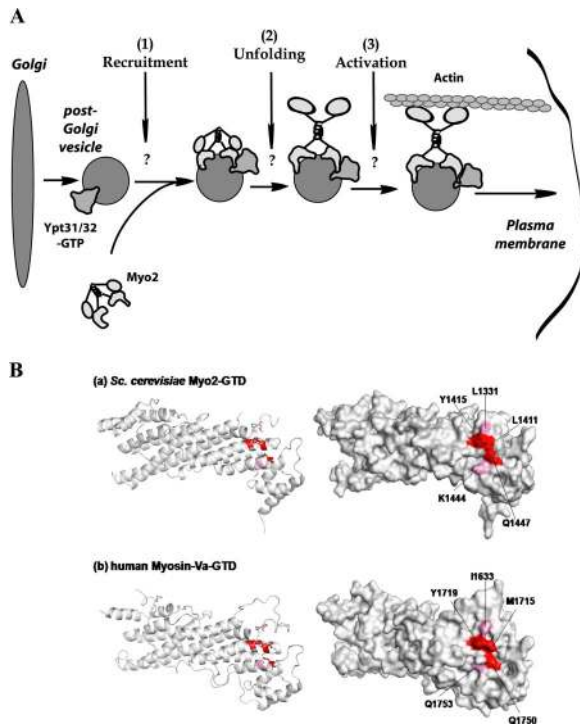 A
(1)
Recruitment
(2)
Unfolding
(3)
Activation
Golgi
post-
Golgi
vesicle
Actin
?
?
?
Ypt31/32
-GTP
Myo2
Plasma
membrane
B
(a) Sc. cerevisiae Myo2-GTD
L1331
Y1415
L1411
K1444
Q1447
(b) human Myosin-Va-GTD
I1633
Y1719
M1715
Q1753
Q1750